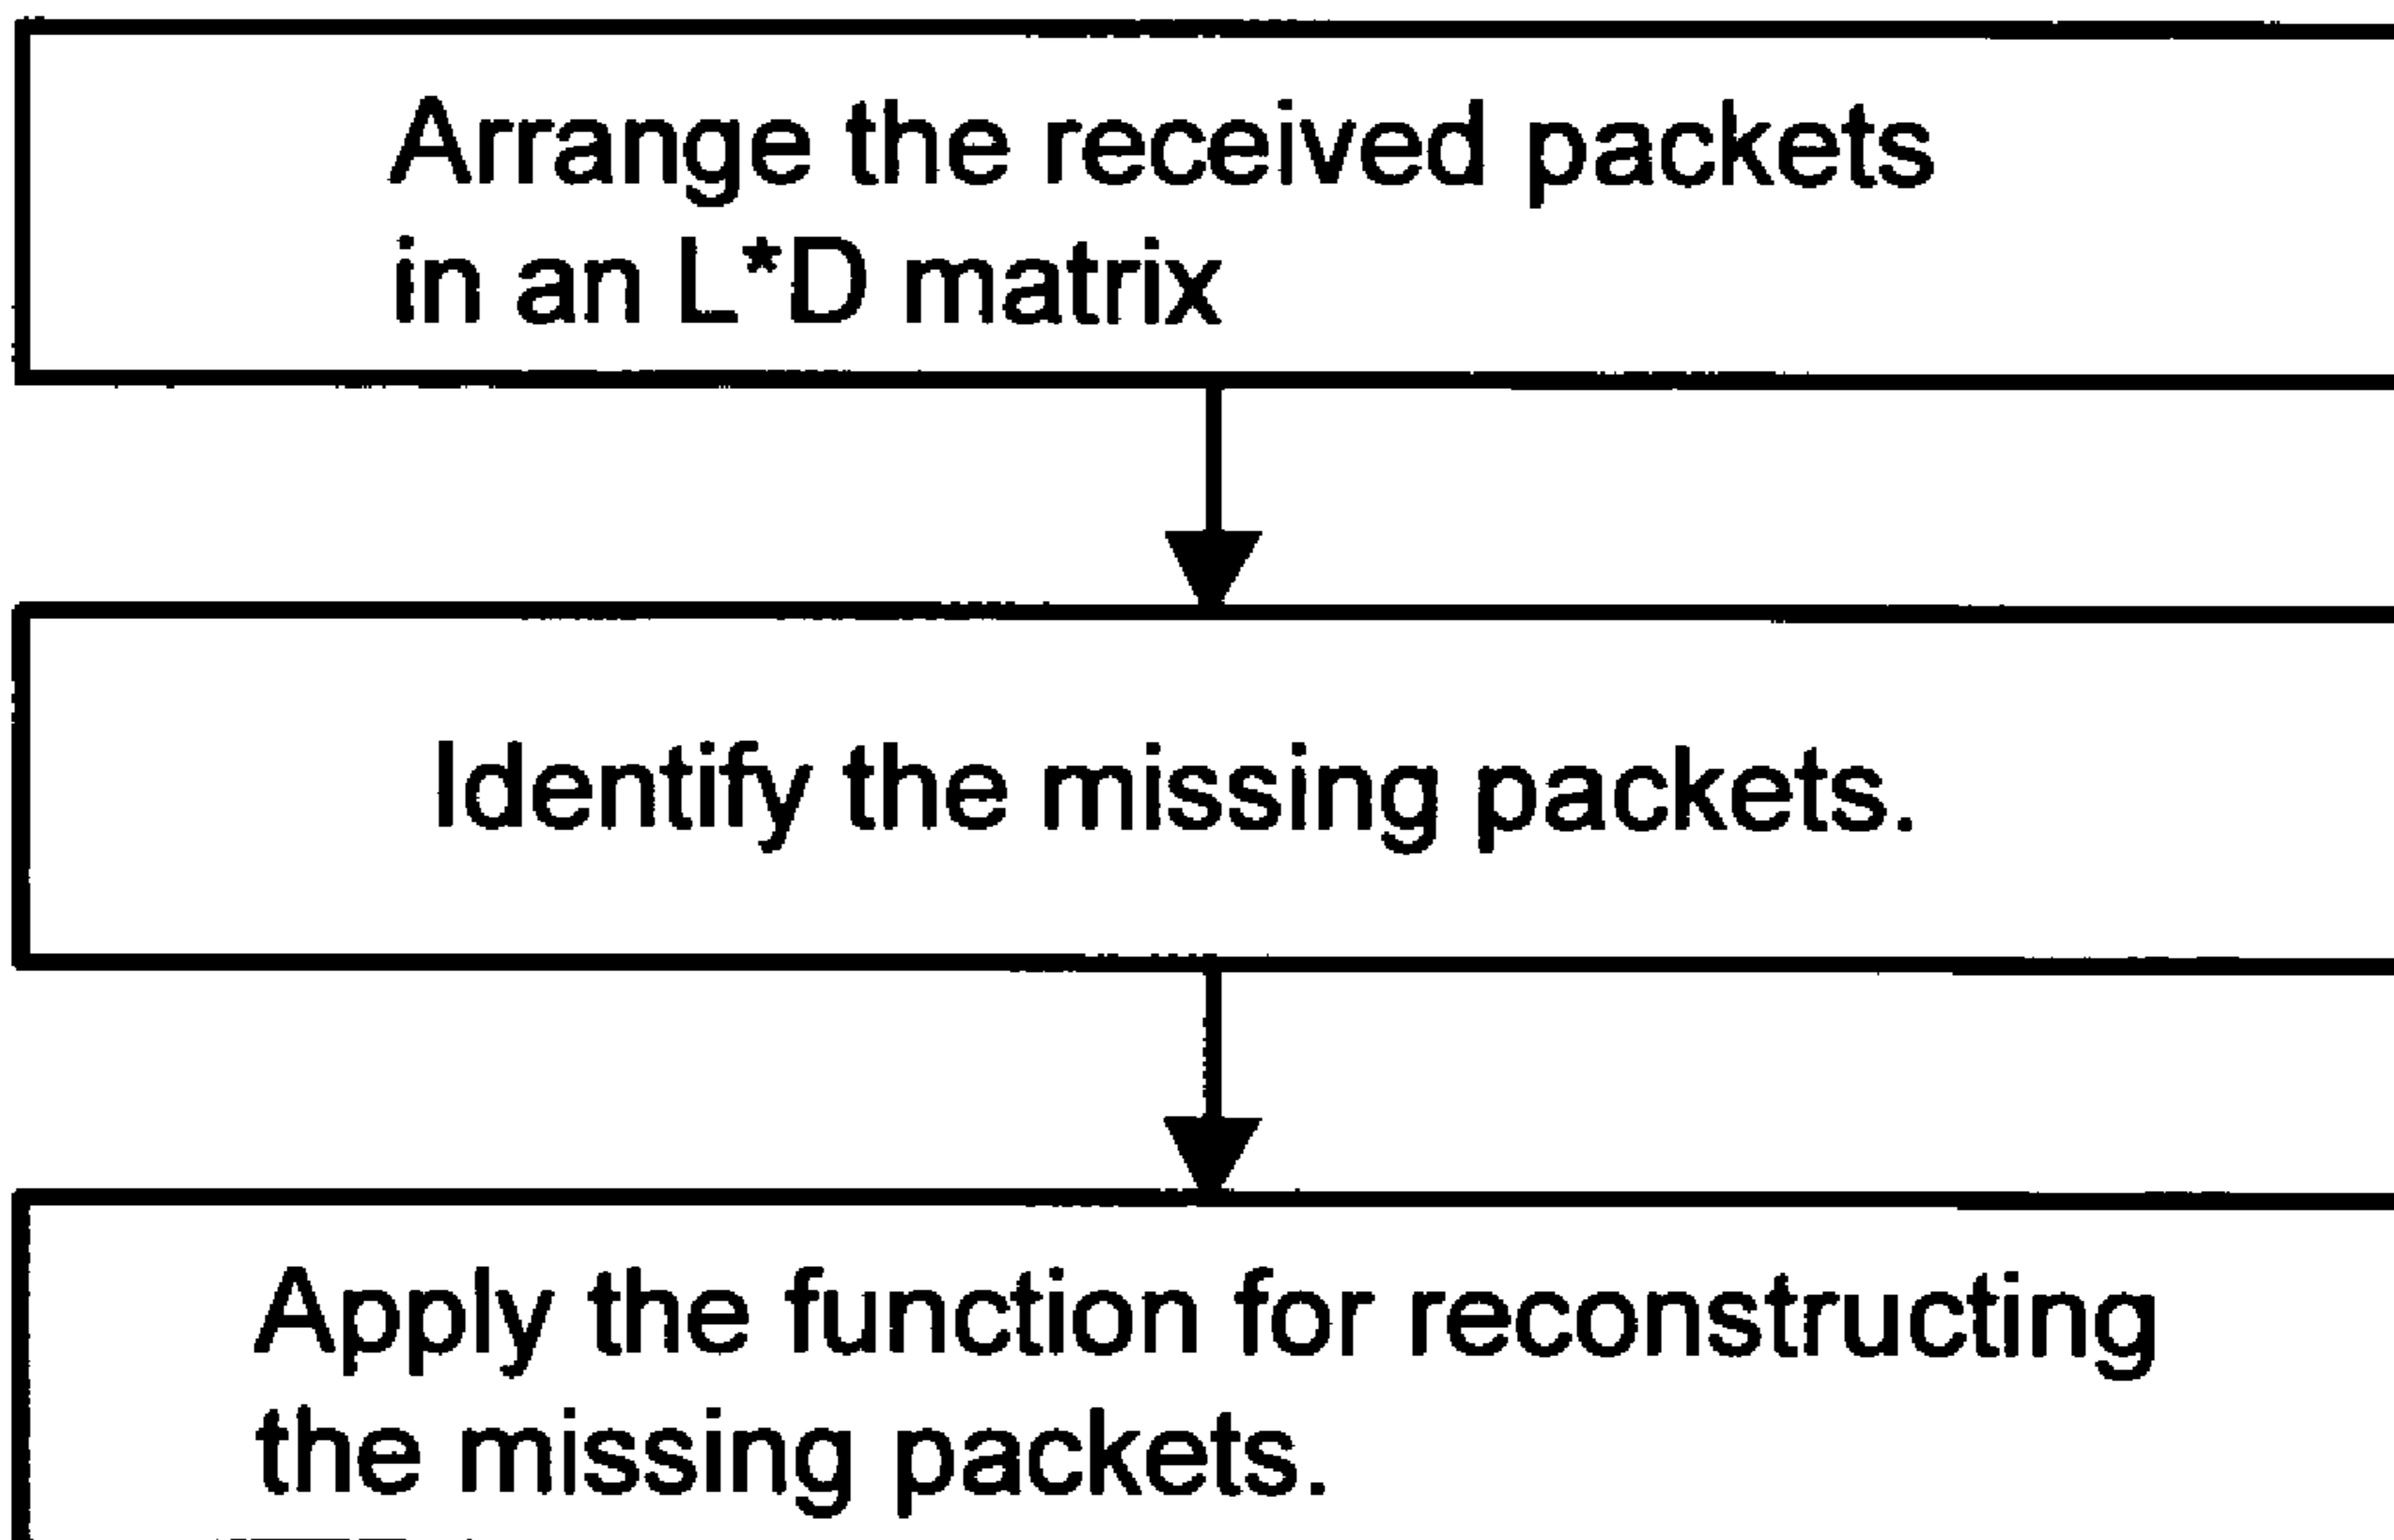 Arrange the received packets
in an L*D matrix
Identify the missing packets.
Apply the function for reconstructing
the missing packets.